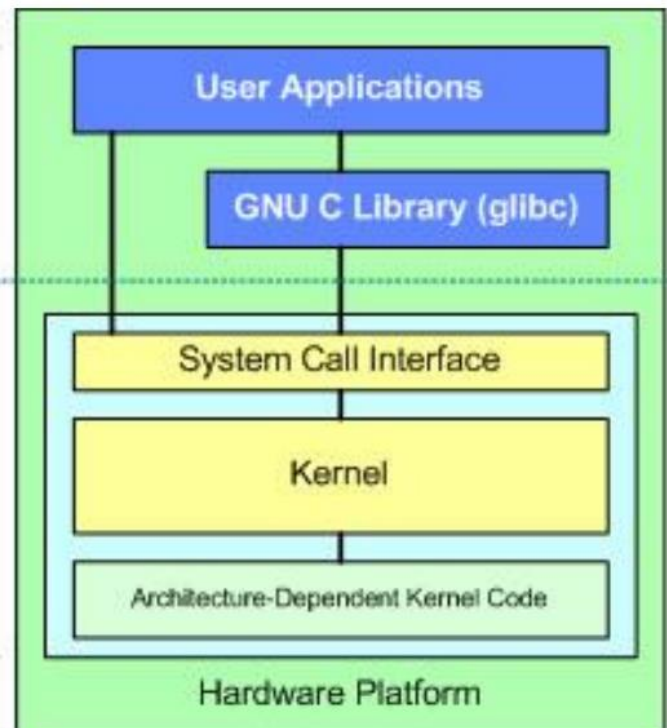 User Applications
GNU C Library (glibc)
System Call Interface
Kernel
Architecture-Dependent Kernel Code
Hardware Platform